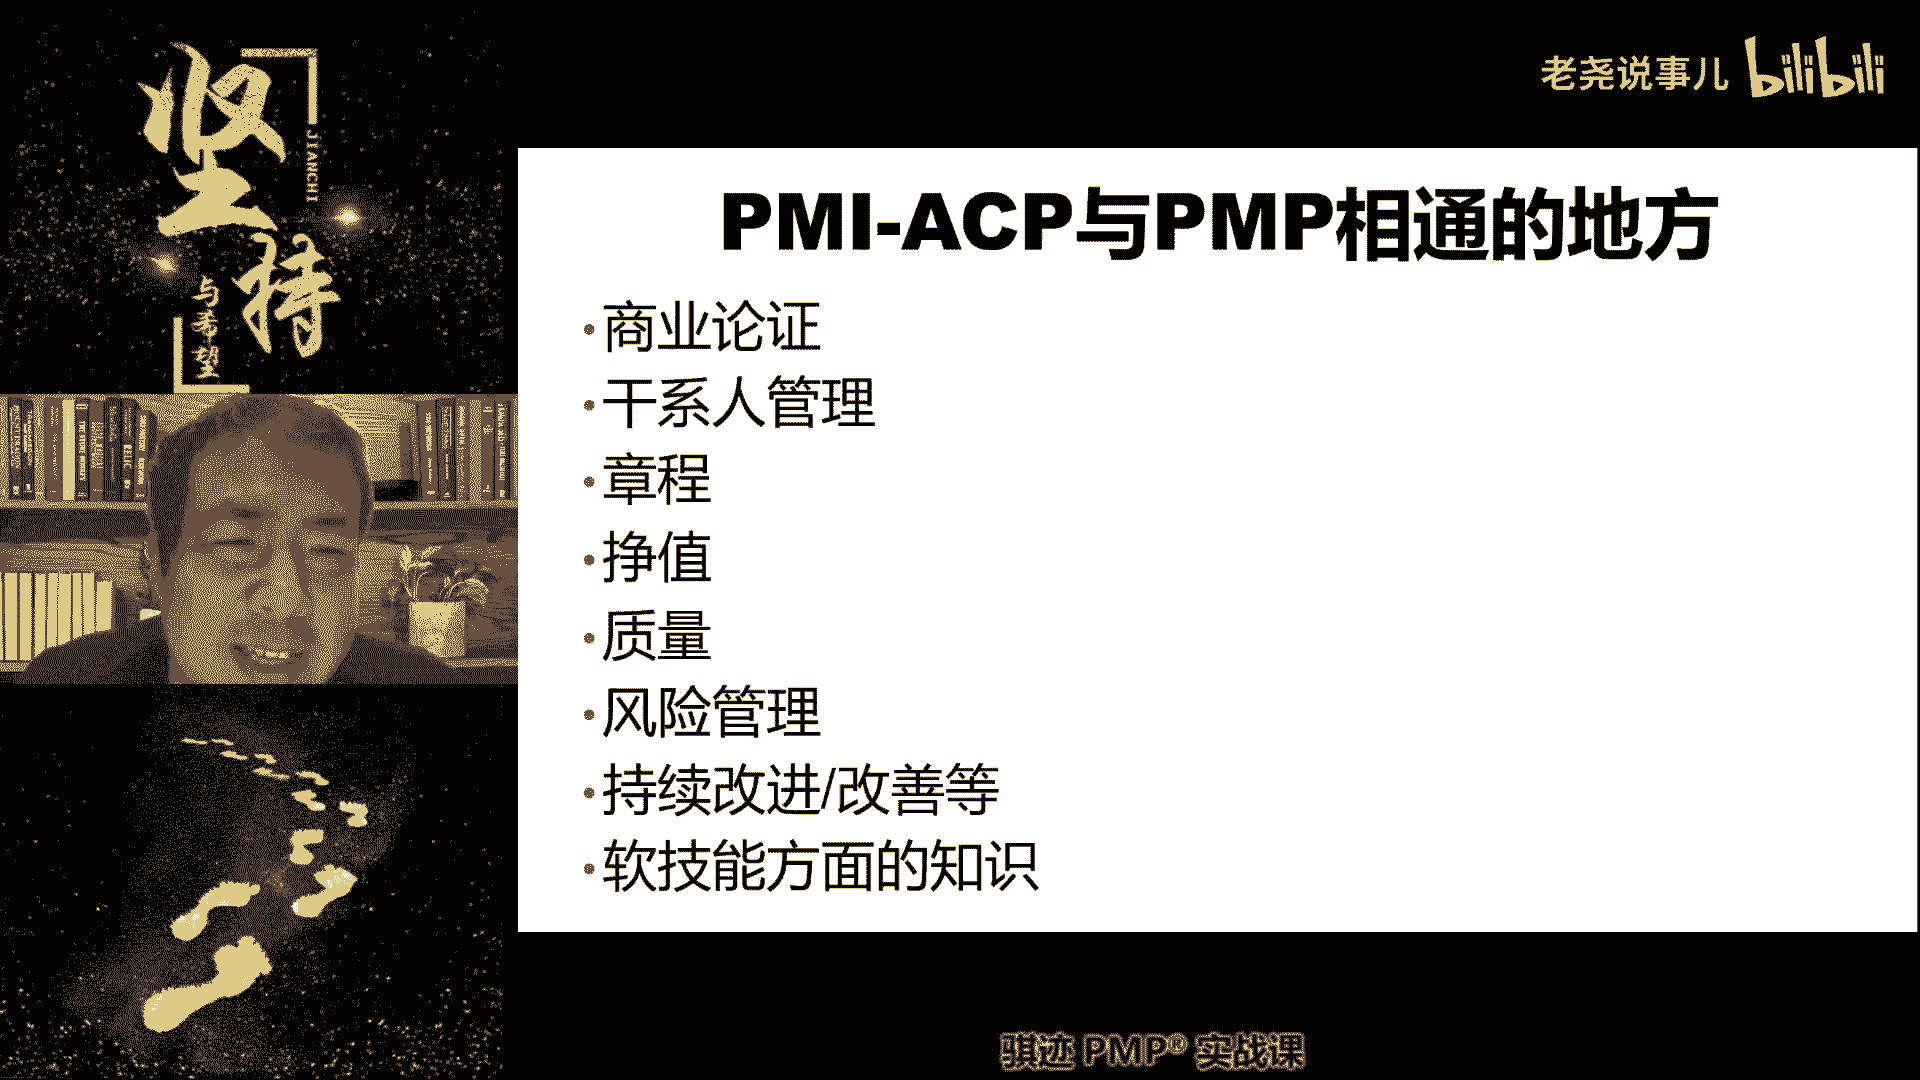 坚持
JIANCHI
与希望
老尧说事儿 bilibili
PMI-ACP与PMP相通的地方
•商业论证
•干系人管理
•章程
•挣值
•质量
•风险管理
•持续改进/改善等
•软技能方面的知识
骐迹 PMP® 实战课